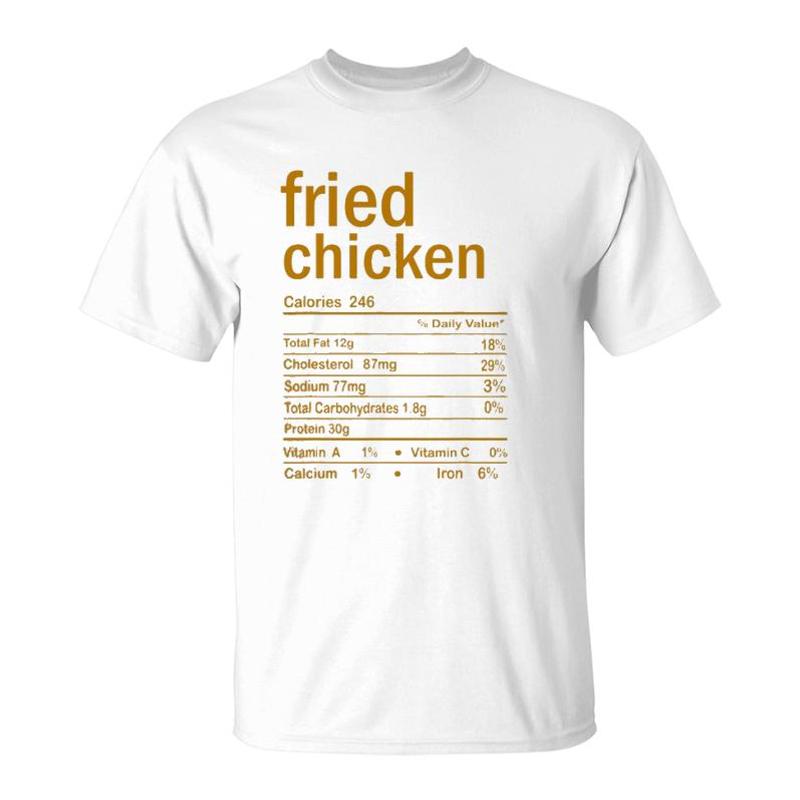 fried
chicken
Calories 246
% Daily Value*
Total Fat 12g 18%
Cholesterol 87mg 29%
Sodium 77mg 3%
Total Carbohydrates 1.8g 0%
Protein 30g
Vitamin A 1% • Vitamin C 0%
Calcium 1% • Iron 6%